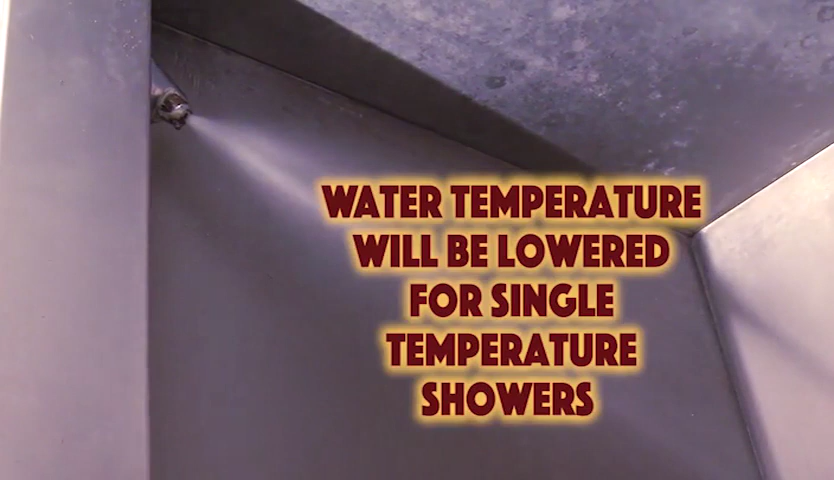 WATER TEMPERATURE
WILL BE LOWERED
FOR SINGLE
TEMPERATURE
SHOWERS